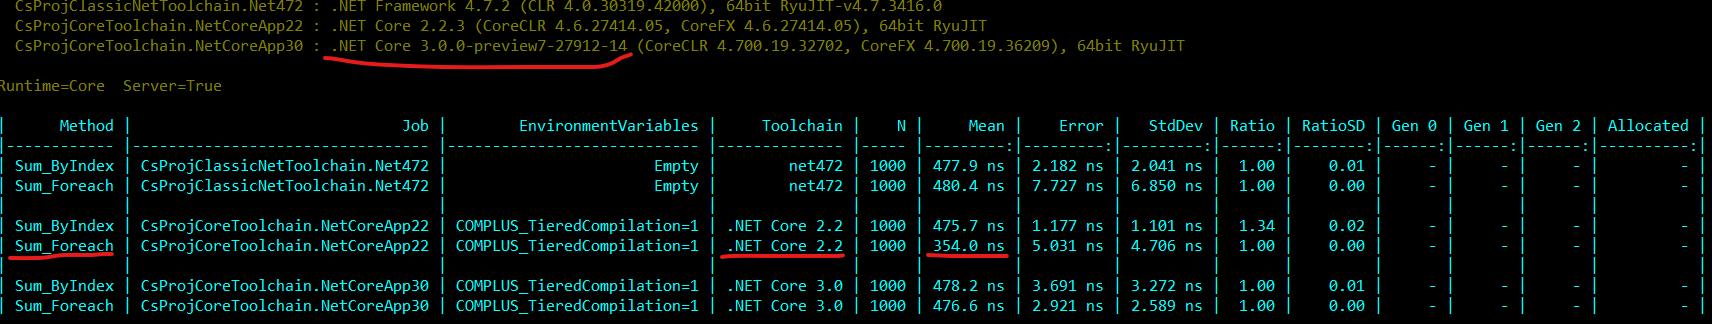 CsProjClassicNetToolchain.Net472 : .NET Framework 4.7.2 (CLR 4.0.30319.42000), 64bit RyuJIT-v4.7.3416.0
CsProjCoreToolchain.NetCoreApp22 : .NET Core 2.2.3 (CoreCLR 4.6.27414.05, CoreFX 4.6.27414.05), 64bit RyuJIT
CsProjCoreToolchain.NetCoreApp30 : .NET Core 3.0.0-preview7-27912-14 (CoreCLR 4.700.19.32702, CoreFX 4.700.19.36209), 64bit RyuJIT
Runtime=Core  Server=True
| Method | Job | EnvironmentVariables | Toolchain | N | Mean | Error | StdDev | Ratio | RatioSD | Gen 0 | Gen 1 | Gen 2 | Allocated |
|------------- |--------------------------------- |---------------------------- |-------------- |----- |---------:|---------:|---------:|------:|--------:|------:|------:|------:|----------:|
| Sum_ByIndex | CsProjClassicNetToolchain.Net472 | Empty | net472 | 1000 | 477.9 ns | 2.182 ns | 2.041 ns | 1.00 | 0.01 | - | - | - | - |
| Sum_Foreach | CsProjClassicNetToolchain.Net472 | Empty | net472 | 1000 | 480.4 ns | 7.727 ns | 6.850 ns | 1.00 | 0.00 | - | - | - | - |
| | | | | | | | | | | | | | |
| Sum_ByIndex | CsProjCoreToolchain.NetCoreApp22 | COMPLUS_TieredCompilation=1 | .NET Core 2.2 | 1000 | 475.7 ns | 1.177 ns | 1.101 ns | 1.34 | 0.02 | - | - | - | - |
| Sum_Foreach | CsProjCoreToolchain.NetCoreApp22 | COMPLUS_TieredCompilation=1 | .NET Core 2.2 | 1000 | 354.0 ns | 5.031 ns | 4.706 ns | 1.00 | 0.00 | - | - | - | - |
| | | | | | | | | | | | | | |
| Sum_ByIndex | CsProjCoreToolchain.NetCoreApp30 | COMPLUS_TieredCompilation=1 | .NET Core 3.0 | 1000 | 478.2 ns | 3.691 ns | 3.272 ns | 1.00 | 0.01 | - | - | - | - |
| Sum_Foreach | CsProjCoreToolchain.NetCoreApp30 | COMPLUS_TieredCompilation=1 | .NET Core 3.0 | 1000 | 476.6 ns | 2.921 ns | 2.589 ns | 1.00 | 0.00 | - | - | - | - |